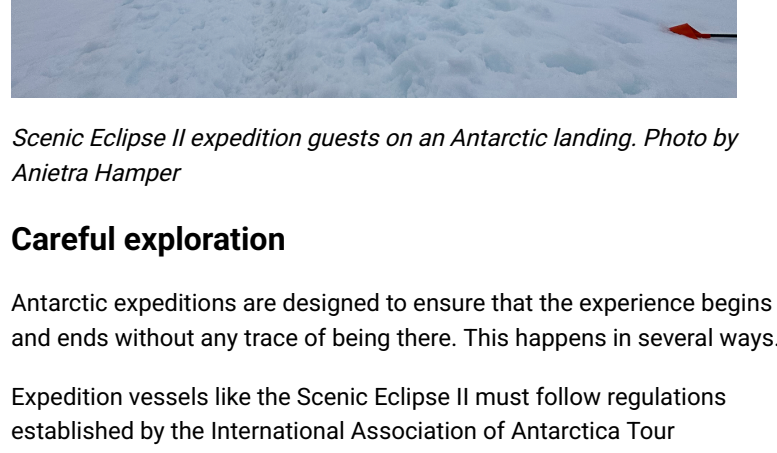 Scenic Eclipse II expedition guests on an Antarctic landing. Photo by
Anietra Hamper
Careful exploration
Antarctic expeditions are designed to ensure that the experience begins
and ends without any trace of being there. This happens in several ways.
Expedition vessels like the Scenic Eclipse II must follow regulations
established by the International Association of Antarctica Tour